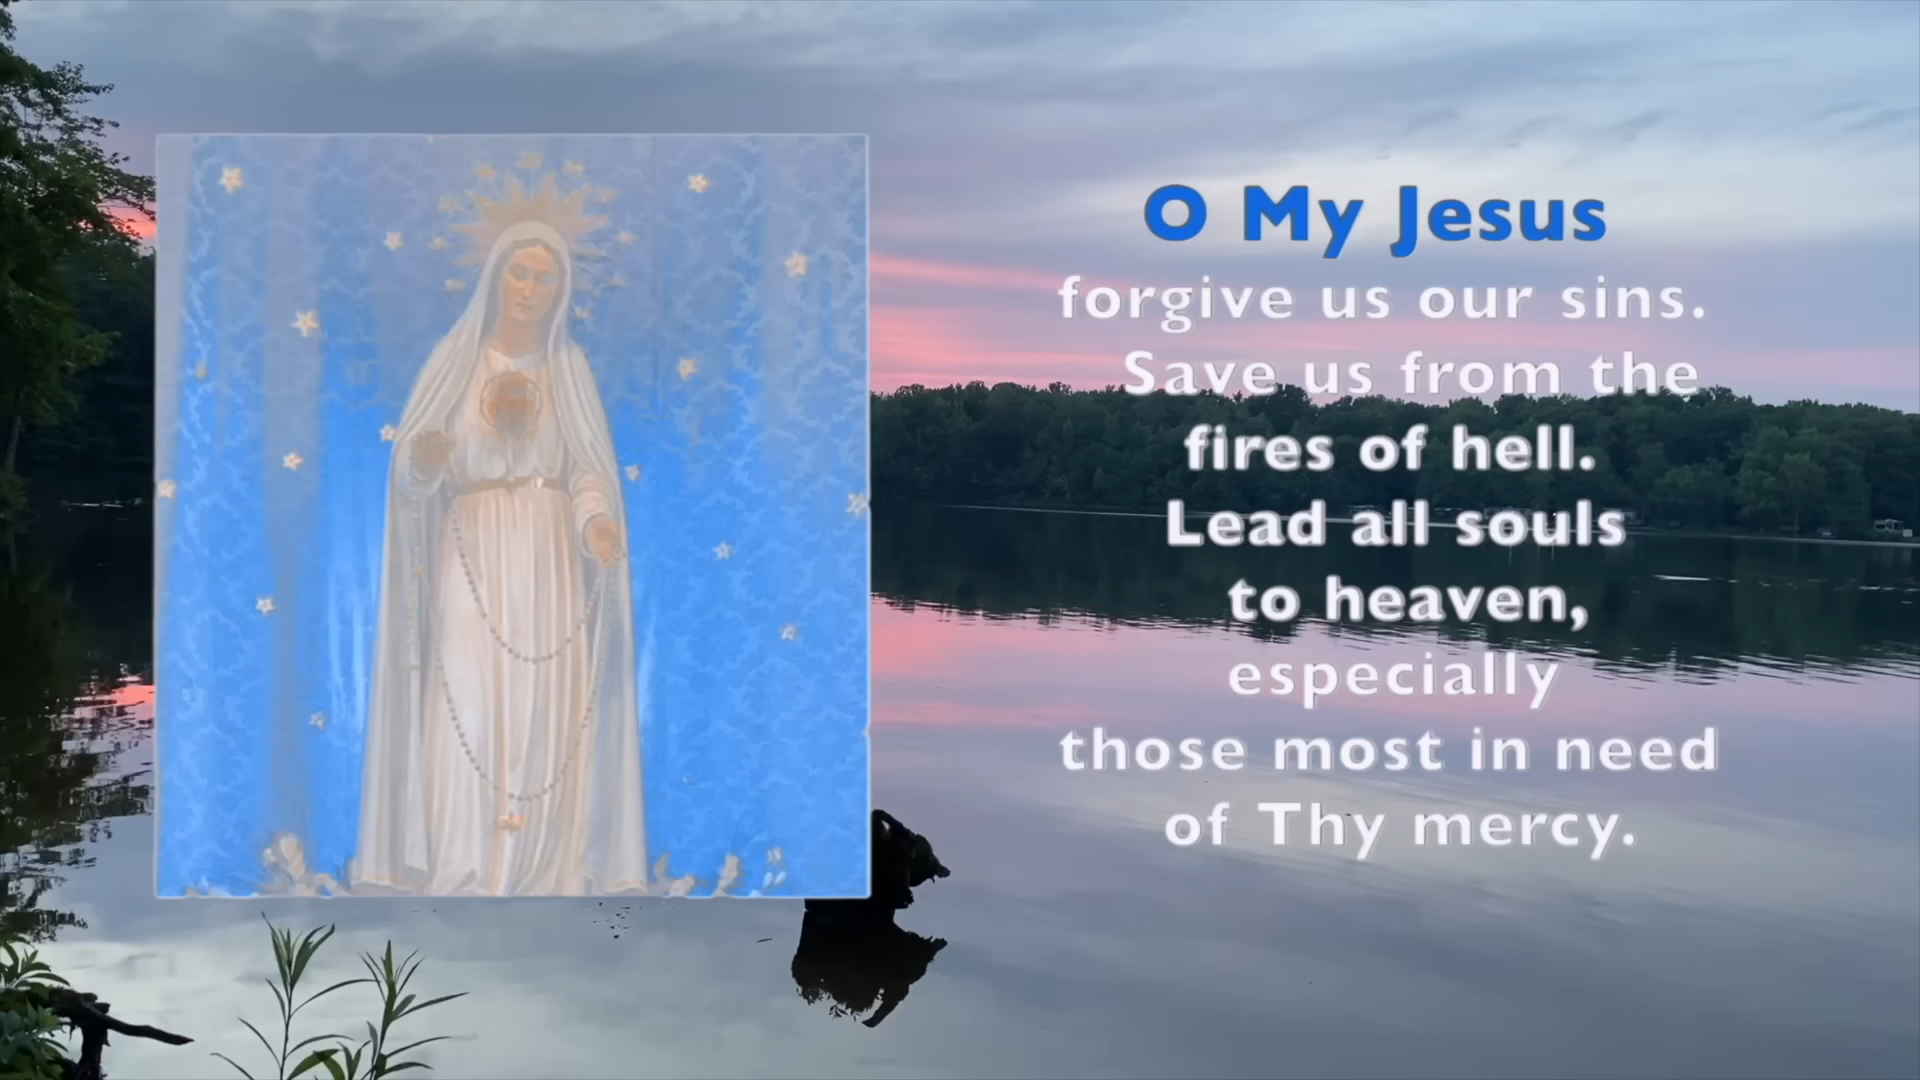 O My Jesus
forgive us our sins.
Save us from the
fires of hell.
Lead all souls
to heaven,
especially
those most in need
of Thy mercy.